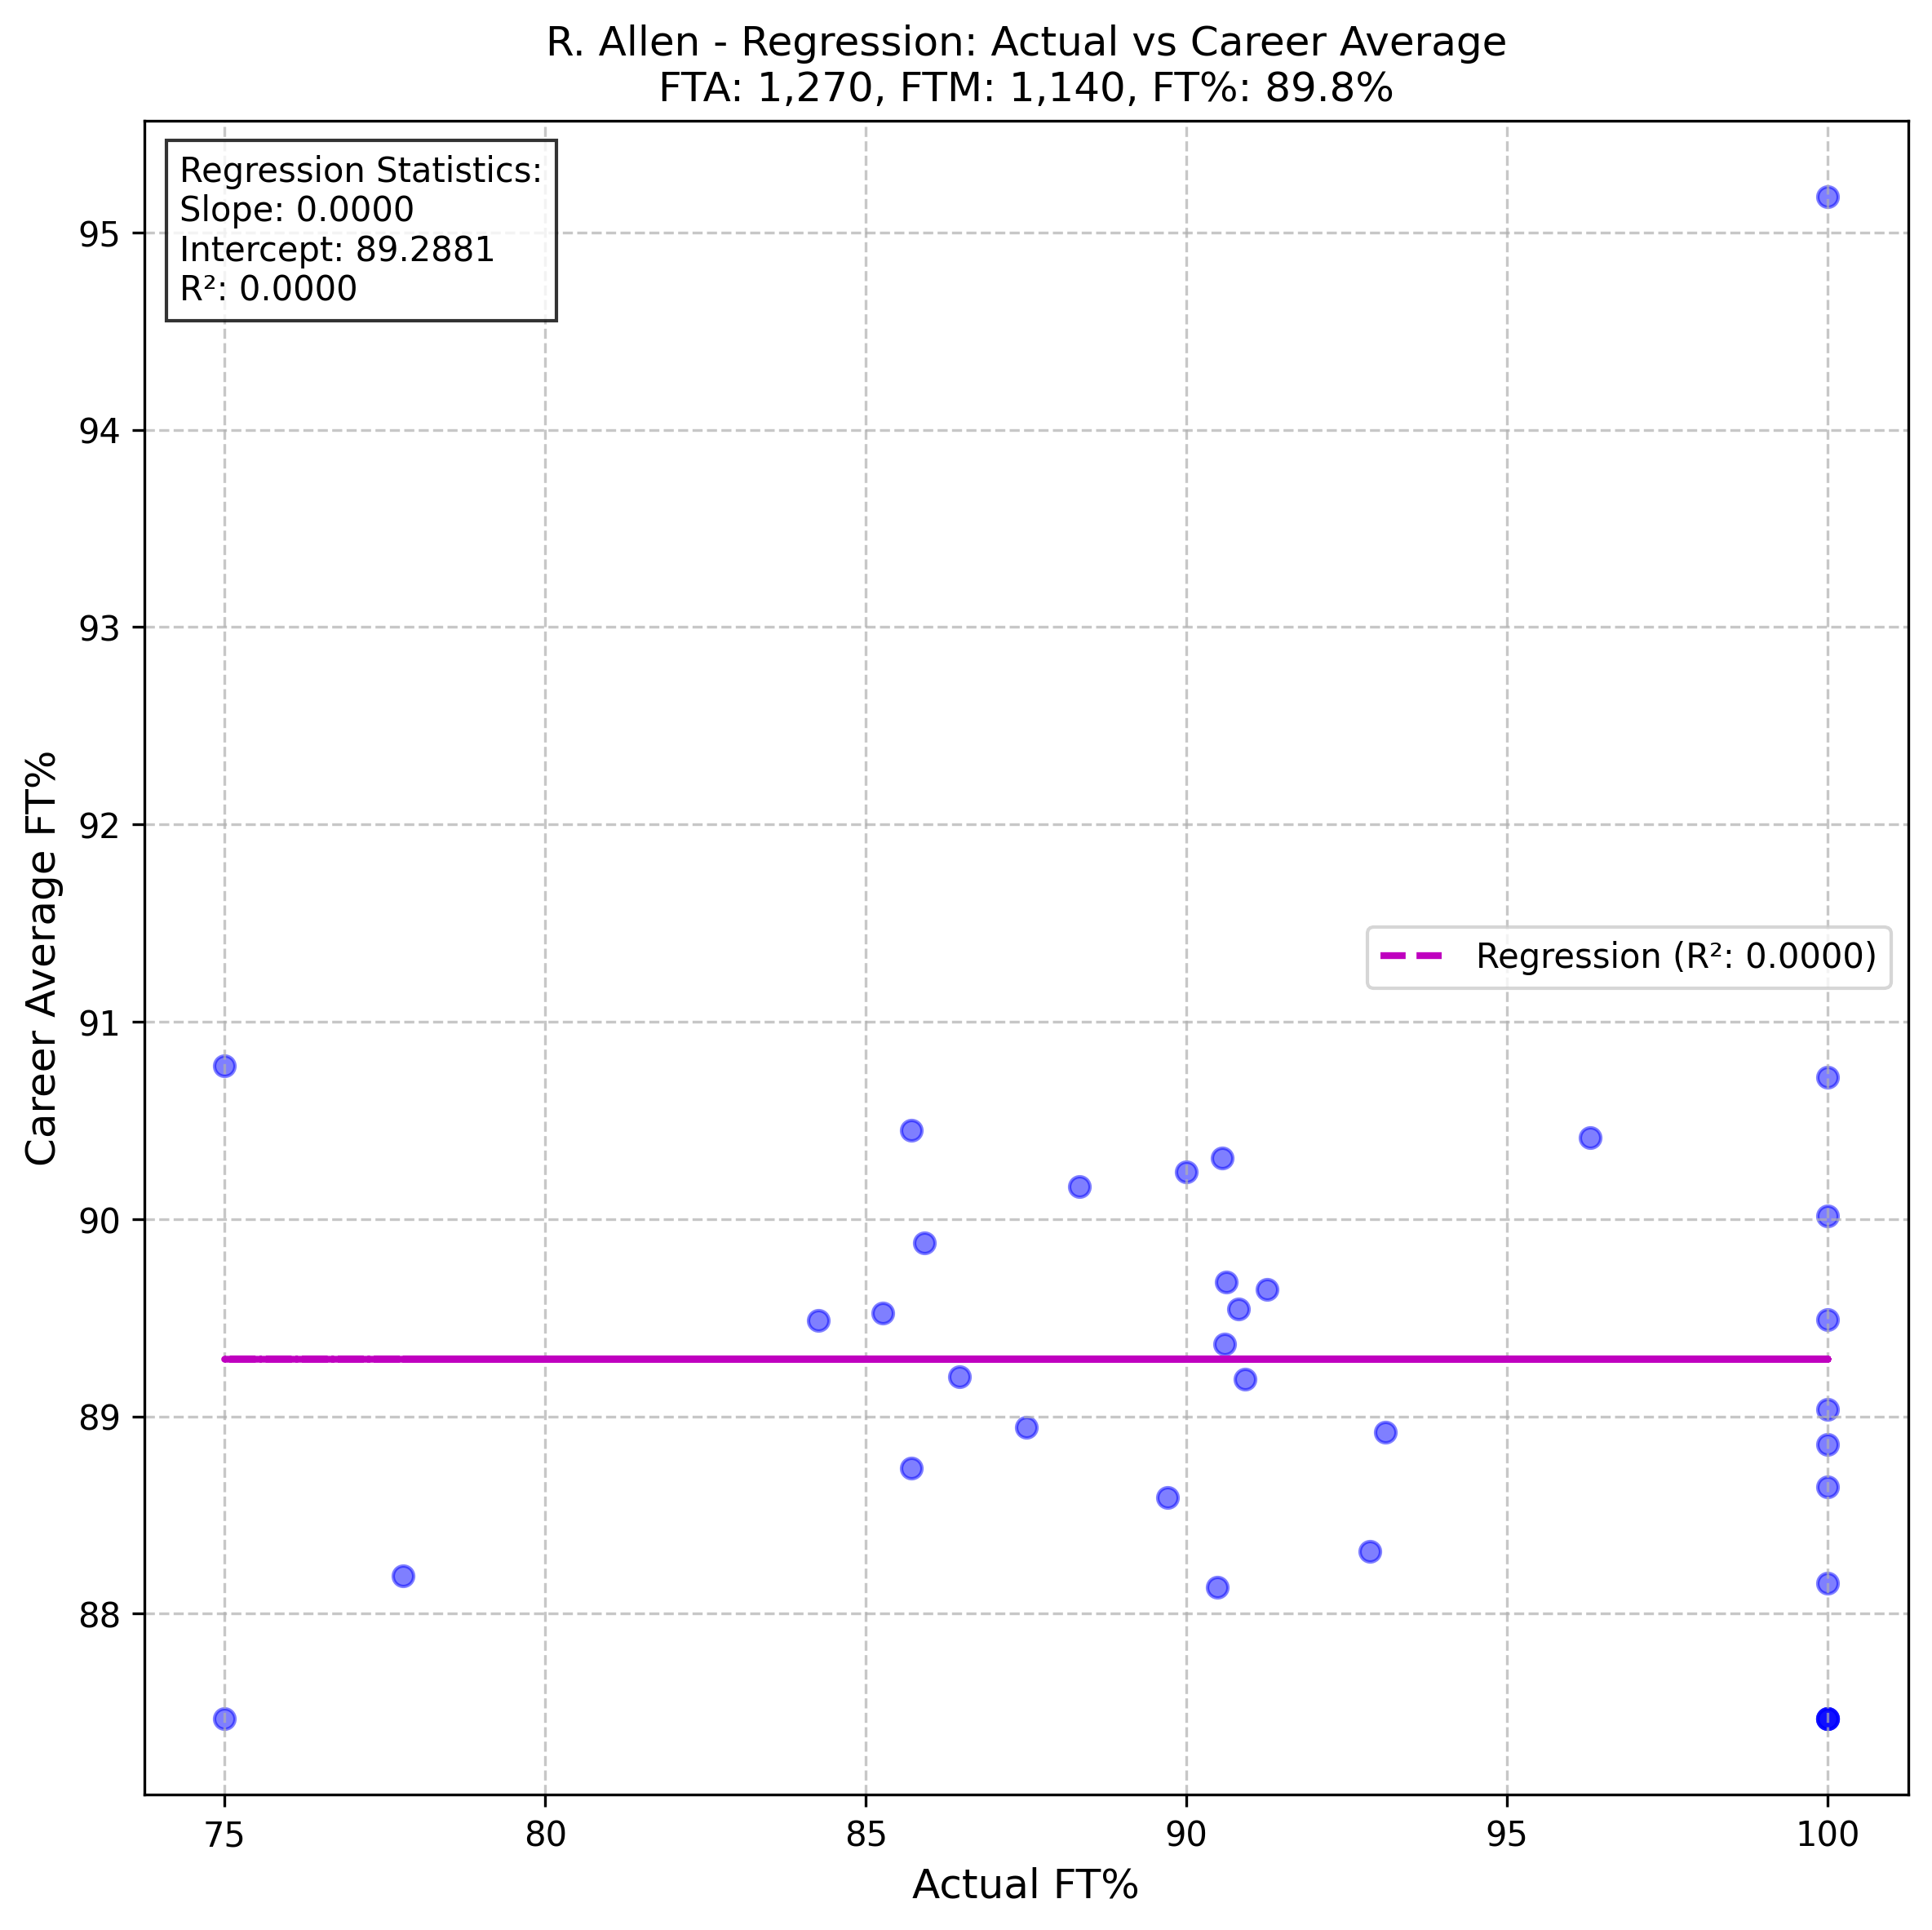 R. Allen - Regression: Actual vs Career Average
FTA: 1,270, FTM: 1,140, FT%: 89.8%
Regression Statistics:
Slope: 0.0000
Intercept: 89.2881
R²: 0.0000
95
94
93
92
91
90
89
88
Career Average FT%
Regression (R²: 0.0000)
75 80 85 90 95 100
Actual FT%